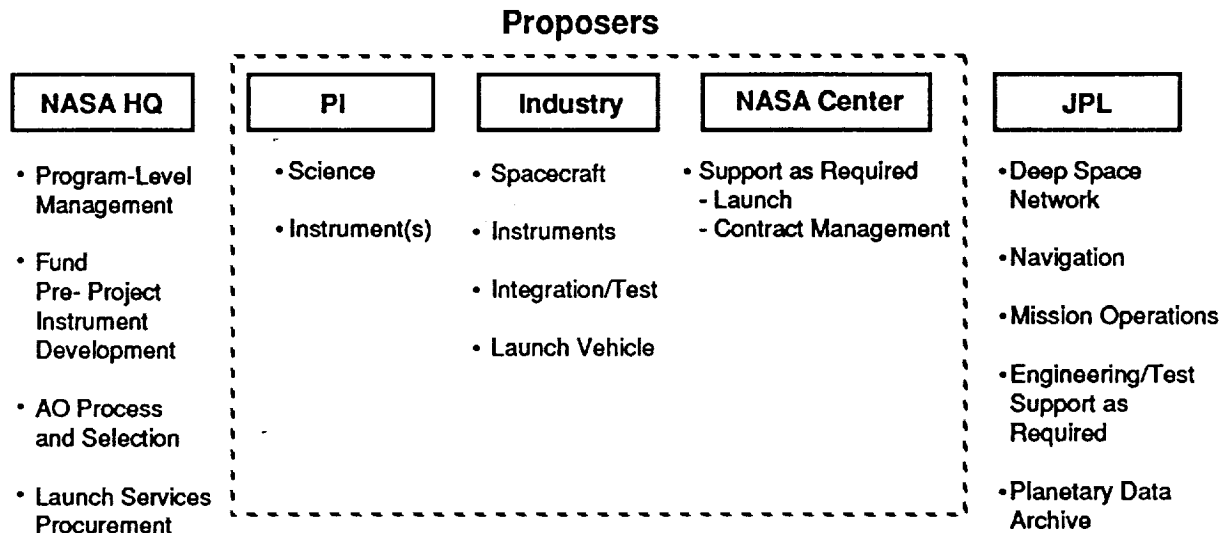 Proposers
NASA HQ
• Program-Level
Management
• Fund
Pre- Project
Instrument
Development
• AO Process
and Selection
• Launch Services
Procurement
PI
• Science
• Instrument(s)
Industry
• Spacecraft
• Instruments
• Integration/Test
• Launch Vehicle
NASA Center
• Support as Required
- Launch
- Contract Management
JPL
• Deep Space
Network
• Navigation
• Mission Operations
• Engineering/Test
Support as
Required
• Planetary Data
Archive